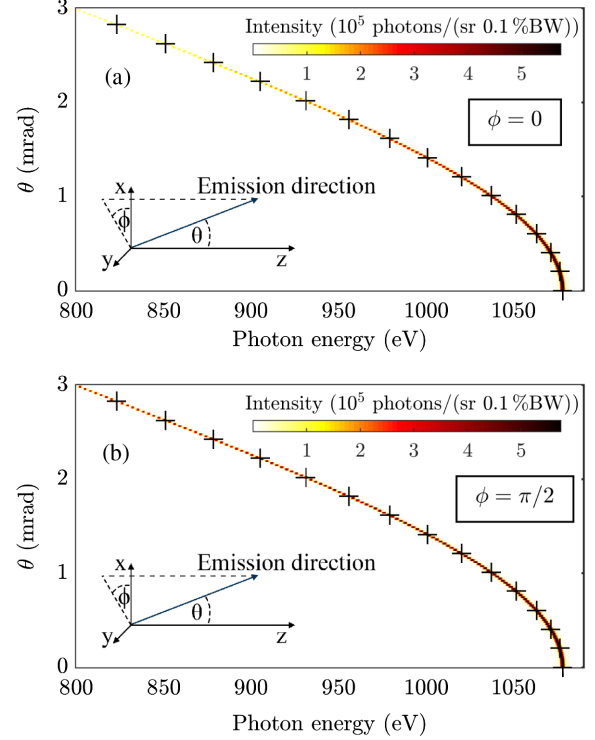 3
Intensity (10⁵ photons/(sr 0.1 %BW))
(a)
1 2 3 4 5
2
ϕ = 0
θ (mrad)
x
Emission direction
1
ϕ
θ
y
z
0
800 850 900 950 1000 1050
Photon energy (eV)
3
Intensity (10⁵ photons/(sr 0.1 %BW))
(b)
1 2 3 4 5
2
ϕ = π/2
θ (mrad)
x
Emission direction
1
ϕ
θ
y
z
0
800 850 900 950 1000 1050
Photon energy (eV)